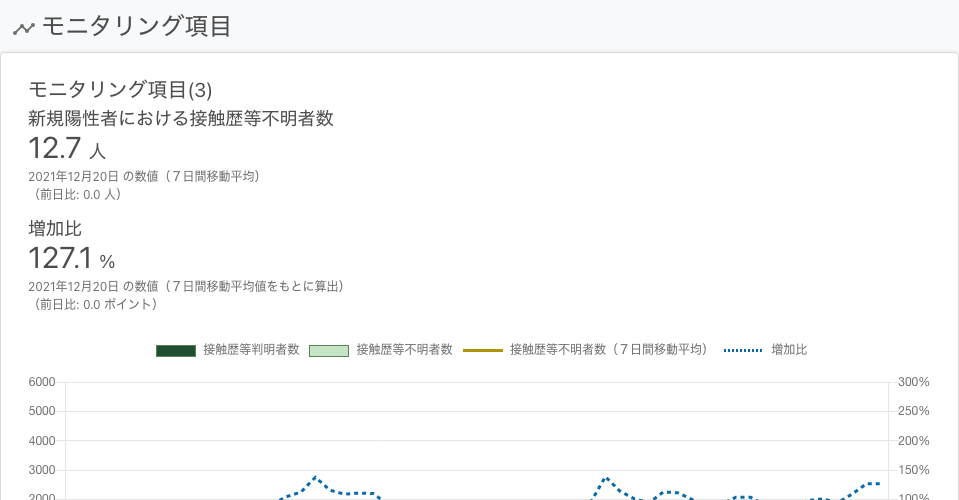 モニタリング項目
モニタリング項目(3)
新規陽性者における接触歴等不明者数
12.7 人
2021年12月20日 の数値（７日間移動平均）
（前日比: 0.0 人）
増加比
127.1 %
2021年12月20日 の数値（７日間移動平均値をもとに算出）
（前日比: 0.0 ポイント）
接触歴等判明者数 接触歴等不明者数 接触歴等不明者数（７日間移動平均） 増加比
6000 300%
5000 250%
4000 200%
3000 150%
2000 100%